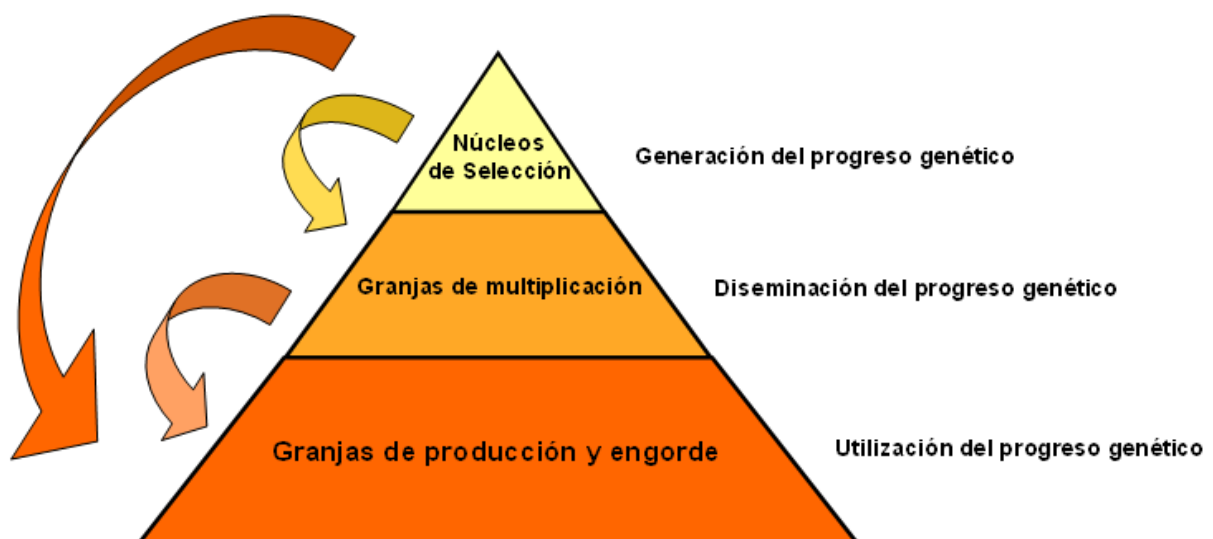 Núcleos
de Selección
Generación del progreso genético
Granjas de multiplicación
Diseminación del progreso genético
Granjas de producción y engorde
Utilización del progreso genético